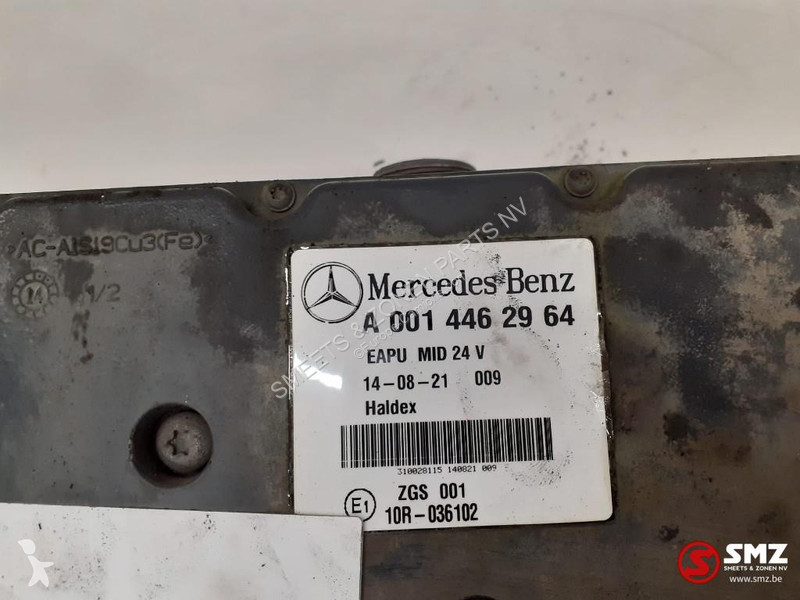 AC-AlSi9Cu3(Fe)
14
1/2
Mercedes Benz
A 001 446 29 64
EAPU MID 24 V
14-08-21 009
Haldex
310028115 140821 009
ZGS 001
E1
10R-036102
SMEETS & ZONEN PARTS NV
SMZ
SMEETS & ZONEN NV
www.smz.be